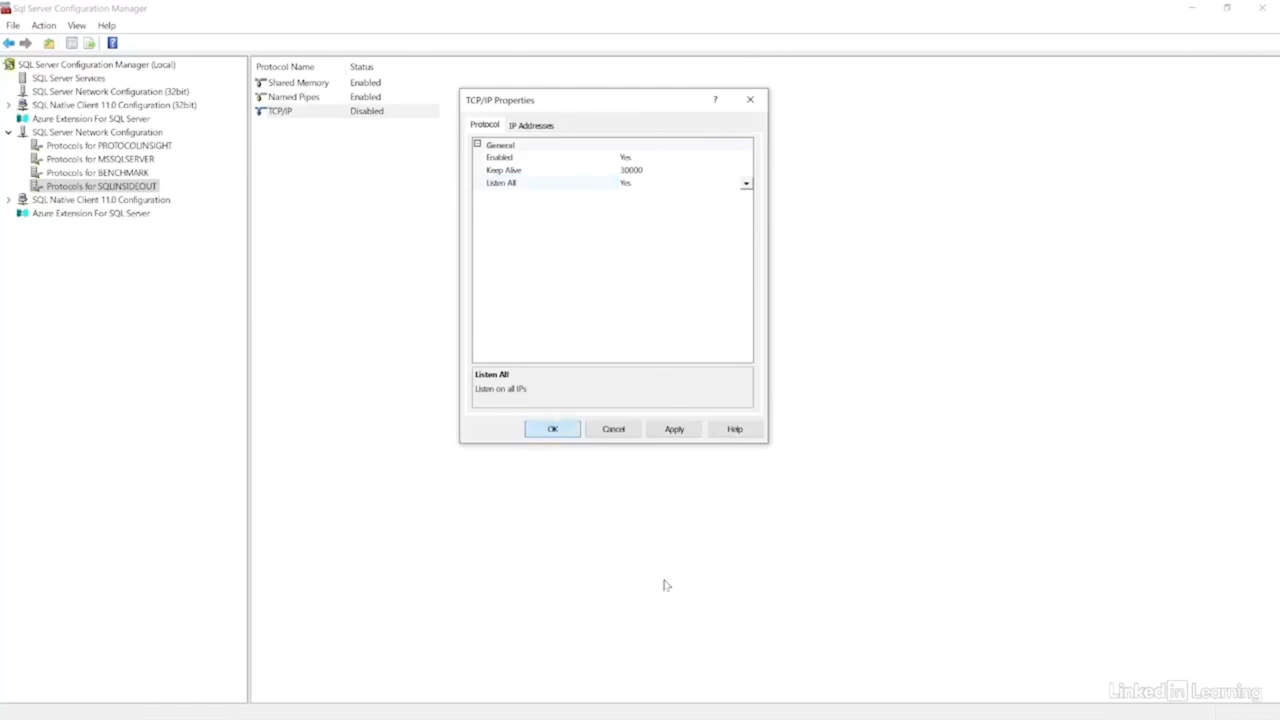 Sql Server Configuration Manager
File Action View Help
SQL Server Configuration Manager (Local)
SQL Server Services
SQL Server Network Configuration (32bit)
SQL Native Client 11.0 Configuration (32bit)
Azure Extension For SQL Server
SQL Server Network Configuration
Protocols for PROTOCOLINSIGHT
Protocols for MSSQLSERVER
Protocols for BENCHMARK
Protocols for SQLINSIDEOUT
SQL Native Client 11.0 Configuration
Azure Extension For SQL Server
Protocol Name Status
Shared Memory Enabled
Named Pipes Enabled
TCP/IP Disabled
TCP/IP Properties
Protocol IP Addresses
General
Enabled Yes
Keep Alive 30000
Listen All Yes
Listen All
Listen on all IPs
OK Cancel Apply Help
Linked in Learning